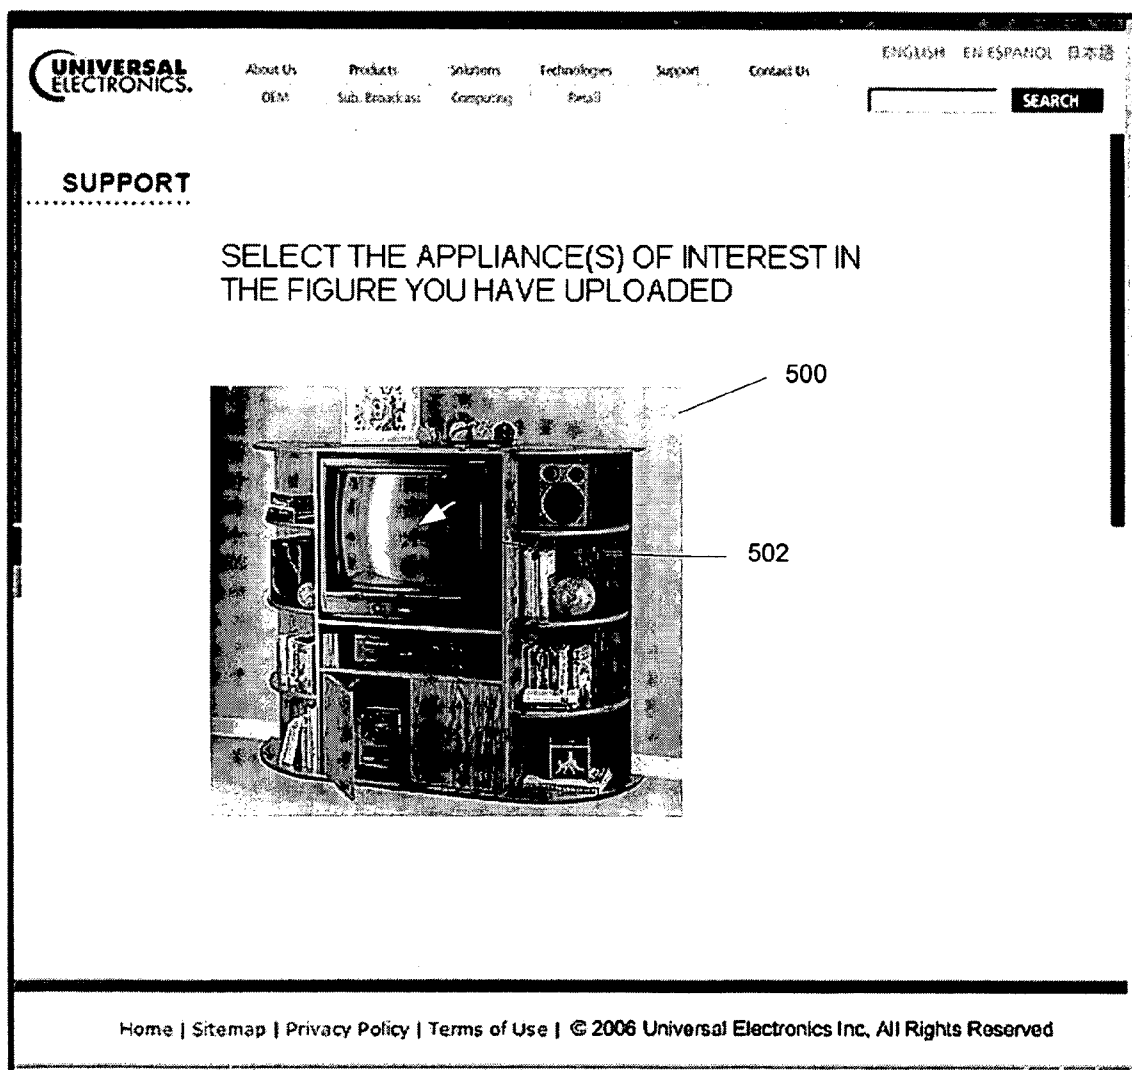 UNIVERSAL
ELECTRONICS.
About Us Products Solutions Technologies Support Contact Us
OEM Sub. Broadcast Computing Retail
ENGLISH EN ESPANOL 日本語
SEARCH
SUPPORT
SELECT THE APPLIANCE(S) OF INTEREST IN
THE FIGURE YOU HAVE UPLOADED
500
502
Home | Sitemap | Privacy Policy | Terms of Use | © 2006 Universal Electronics Inc, All Rights Reserved